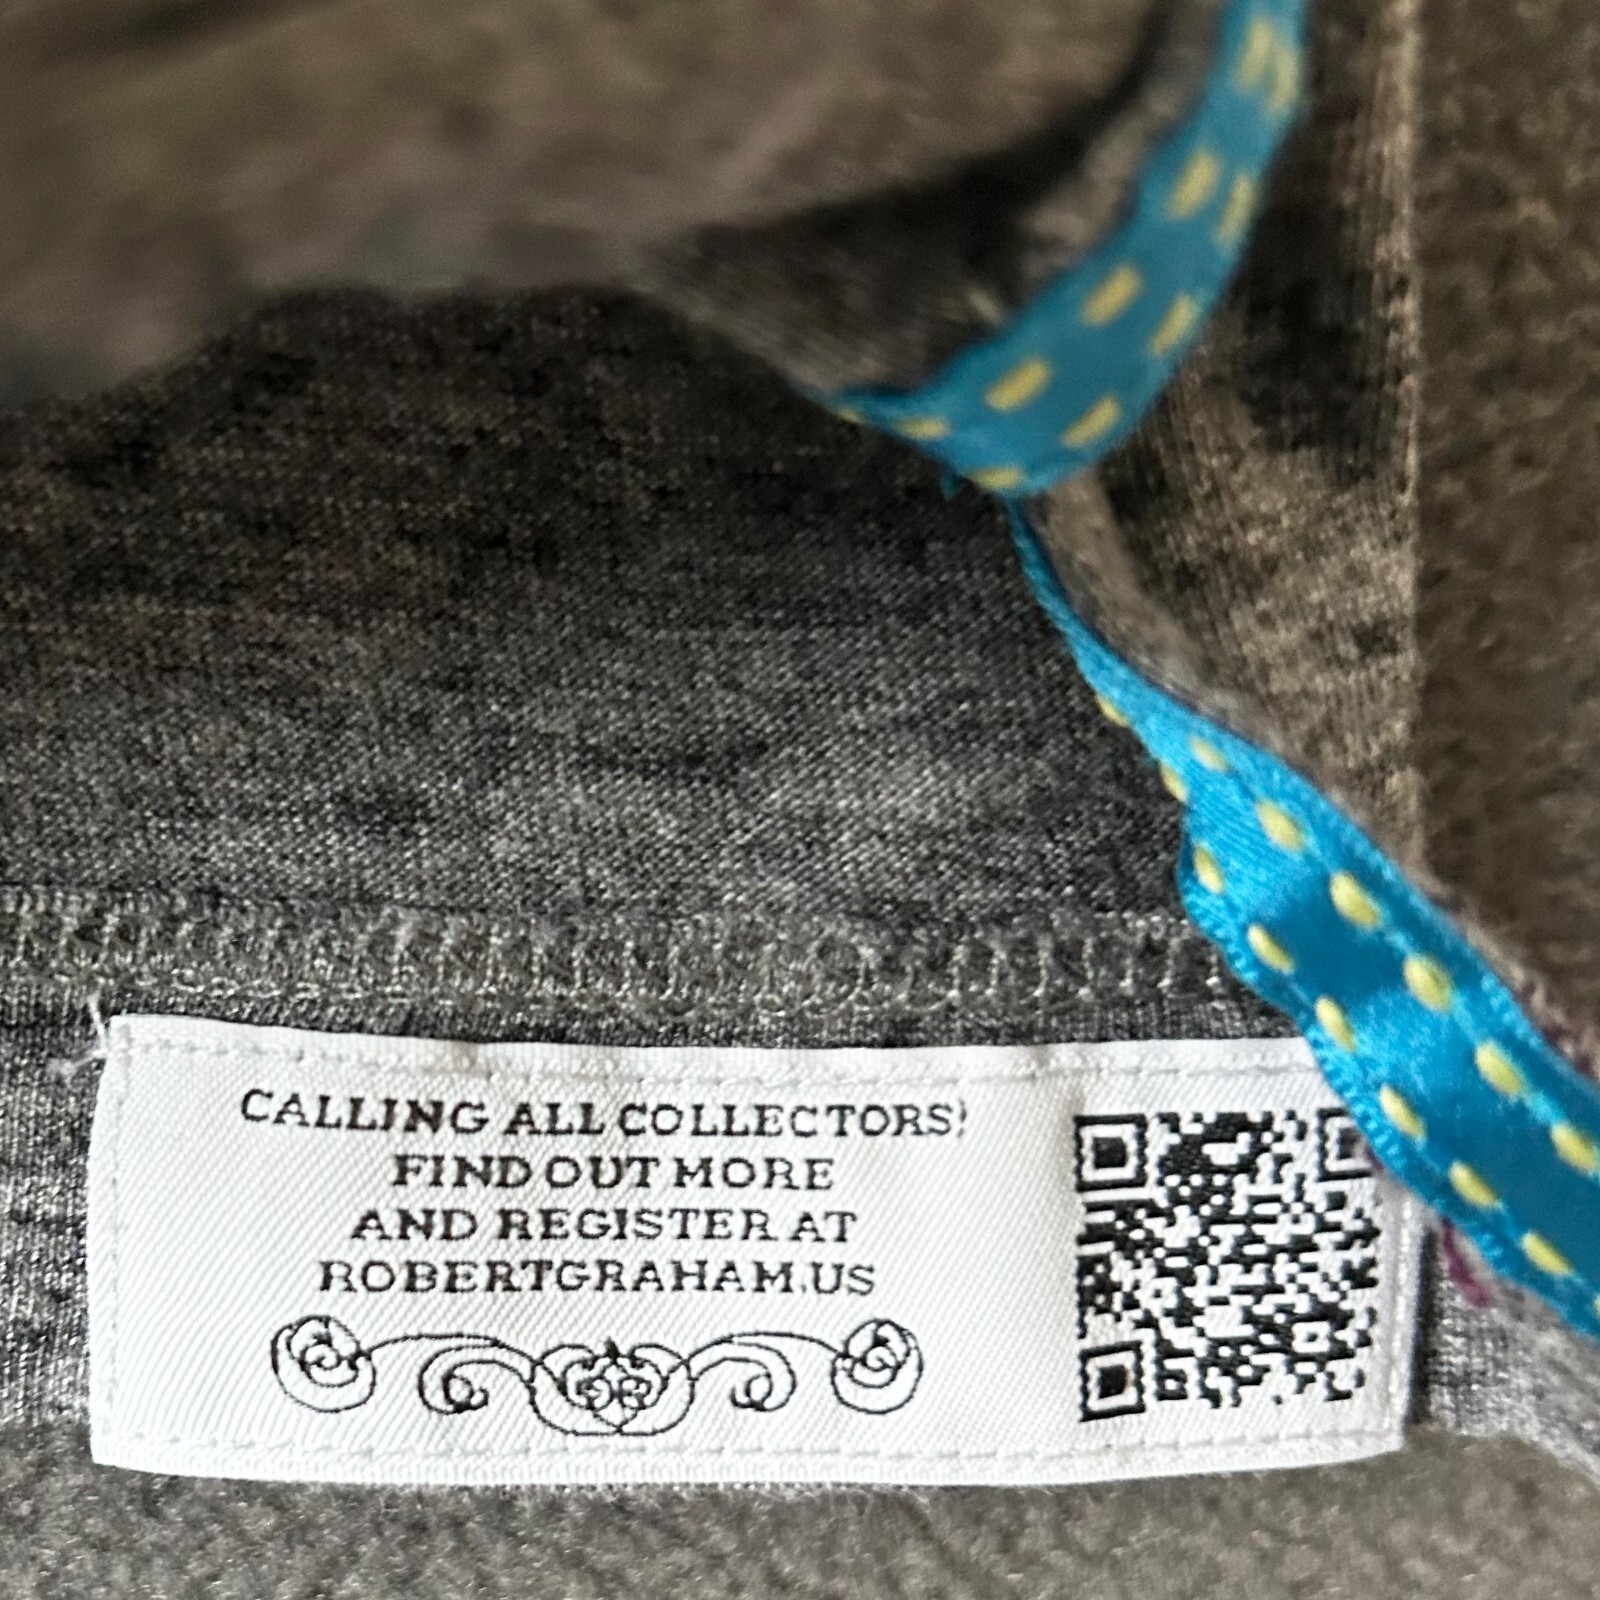 CALLING ALL COLLECTORS!
FIND OUT MORE
AND REGISTER AT
ROBERTGRAHAM.US